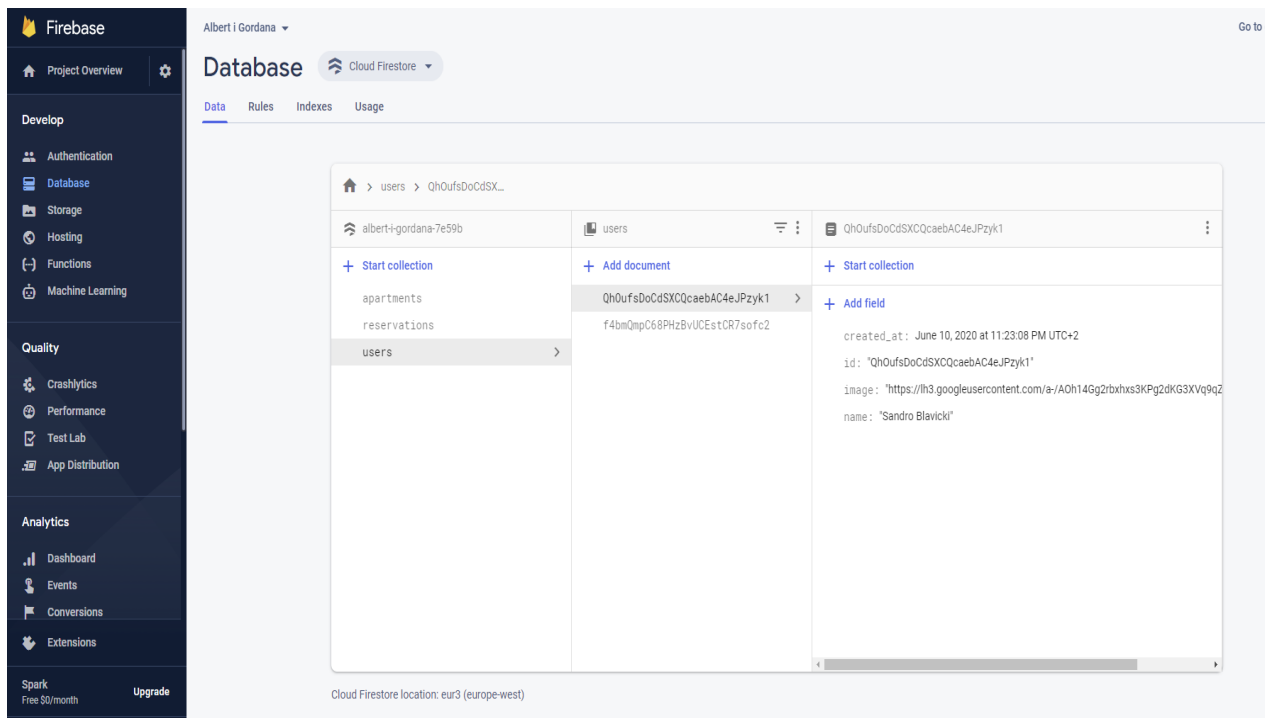 Firebase
Albert i Gordana
Go to
Project Overview
Database
Cloud Firestore
Data Rules Indexes Usage
Develop
Authentication
Database
Storage
Hosting
Functions
Machine Learning
Quality
Crashlytics
Performance
Test Lab
App Distribution
Analytics
Dashboard
Events
Conversions
Extensions
Spark
Free $0/month
Upgrade
users > QhOufsDoCdSX...
albert-i-gordana-7e59b
+ Start collection
apartments
reservations
users
users
+ Add document
QhOufsDoCdSXCQcaebAC4eJPzyk1
f4bmQmpC68PHzBvUCEstCR7sofc2
QhOufsDoCdSXCQcaebAC4eJPzyk1
+ Start collection
+ Add field
created_at: June 10, 2020 at 11:23:08 PM UTC+2
id: "QhOufsDoCdSXCQcaebAC4eJPzyk1"
image: "https://lh3.googleusercontent.com/a-/AOh14Gg2rbxhxs3KPg2dKG3XVq9qZ
name: "Sandro Blavicki"
Cloud Firestore location: eur3 (europe-west)